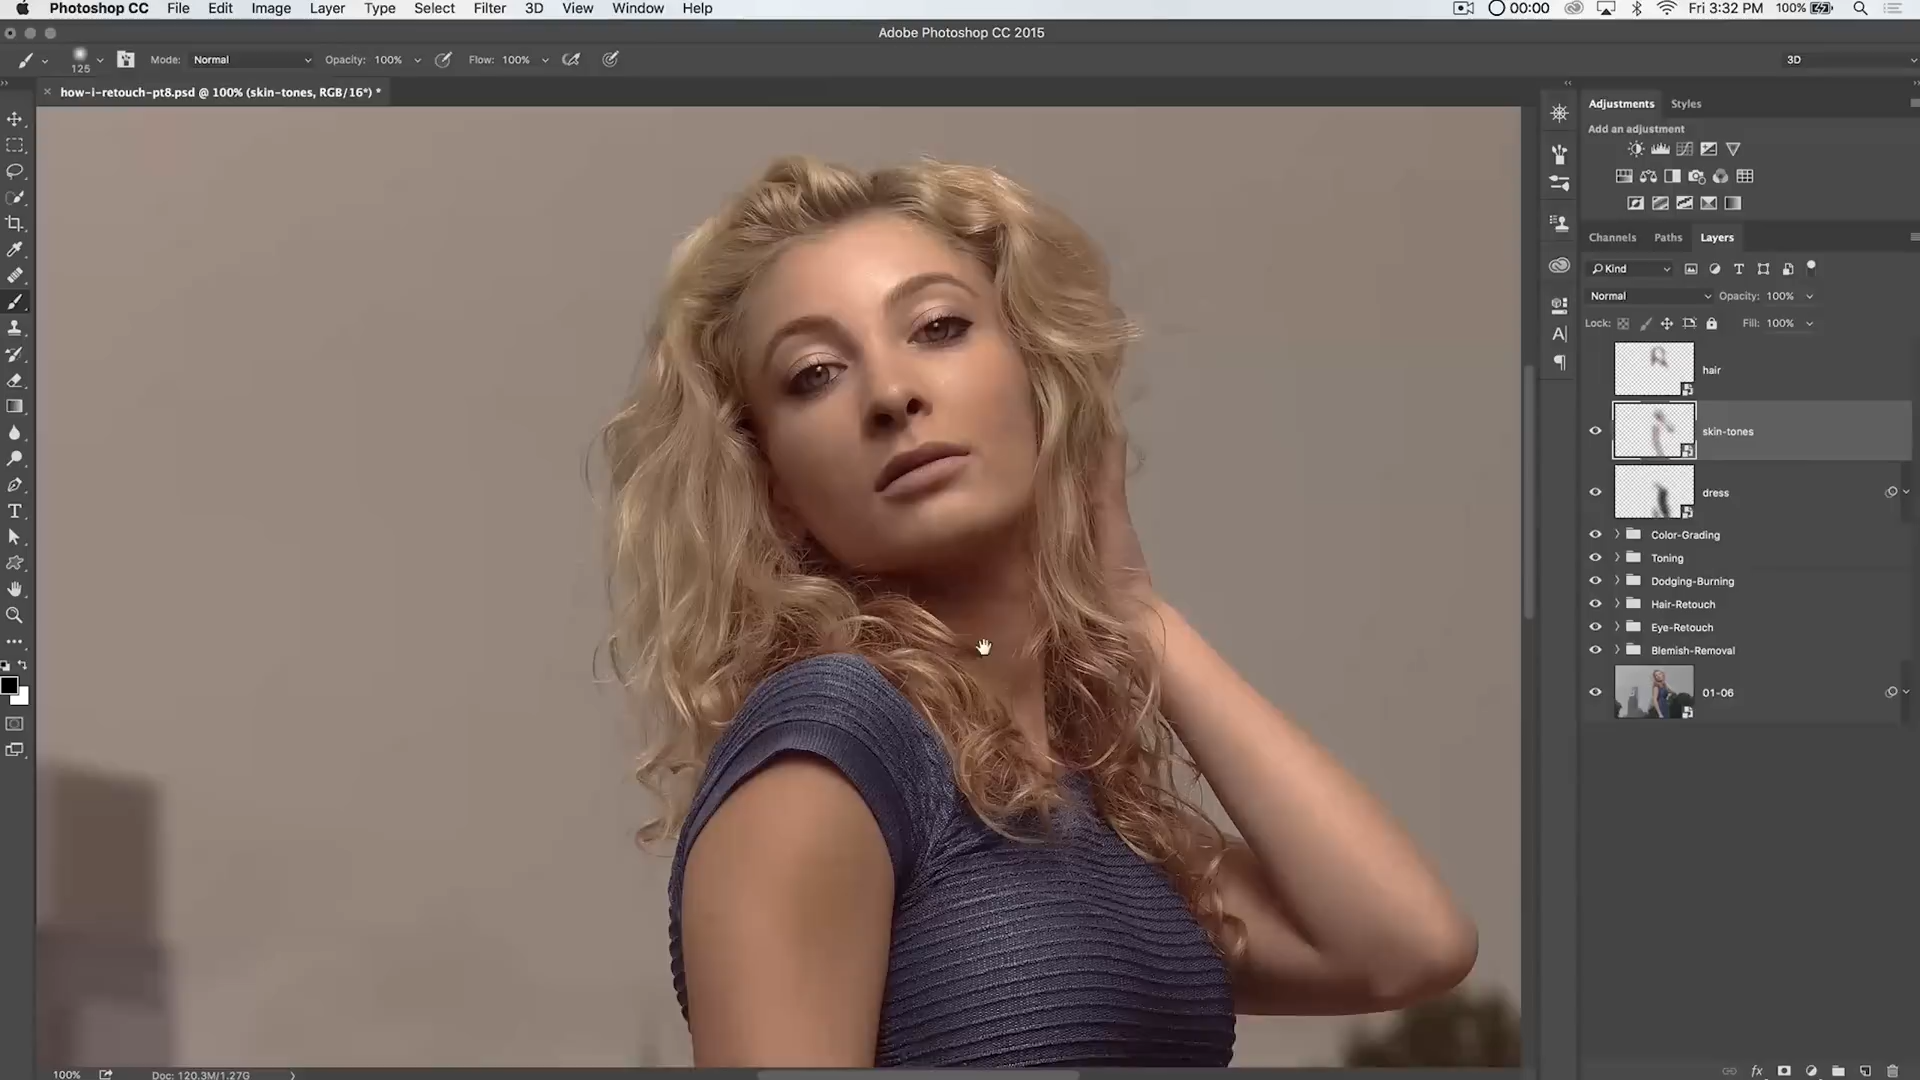 Photoshop CC File Edit Image Layer Type Select Filter 3D View Window Help 00:00 Fri 3:32 PM 100%
Adobe Photoshop CC 2015
125 Mode: Normal Opacity: 100% Flow: 100% 3D
how-i-retouch-pt8.psd @ 100% (skin-tones, RGB/16*) *
Adjustments Styles
Add an adjustment
Channels Paths Layers
Kind
Normal Opacity: 100%
Lock: Fill: 100%
hair
skin-tones
dress
Color-Grading
Toning
Dodging-Burning
Hair-Retouch
Eye-Retouch
Blemish-Removal
01-06
100% Doc: 120.3M/1.27G